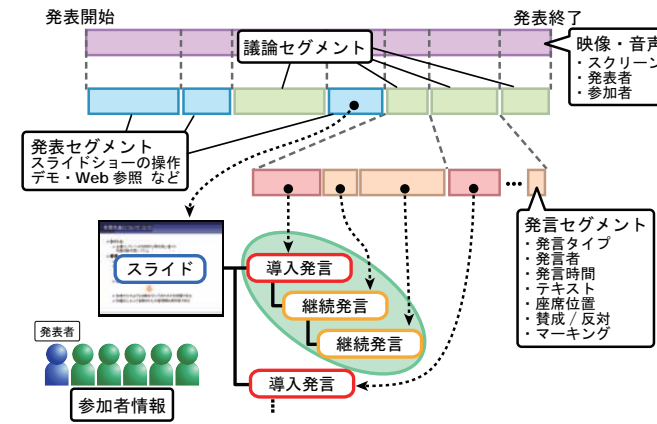 発表開始
発表終了
議論セグメント
映像・音声
・スクリーン
・発表者
・参加者
発表セグメント
スライドショーの操作
デモ・Web 参照 など
発言セグメント
・発言タイプ
・発言者
・発言時間
・テキスト
・座席位置
・賛成 / 反対
・マーキング
スライド
導入発言
継続発言
継続発言
導入発言
発表者
参加者情報